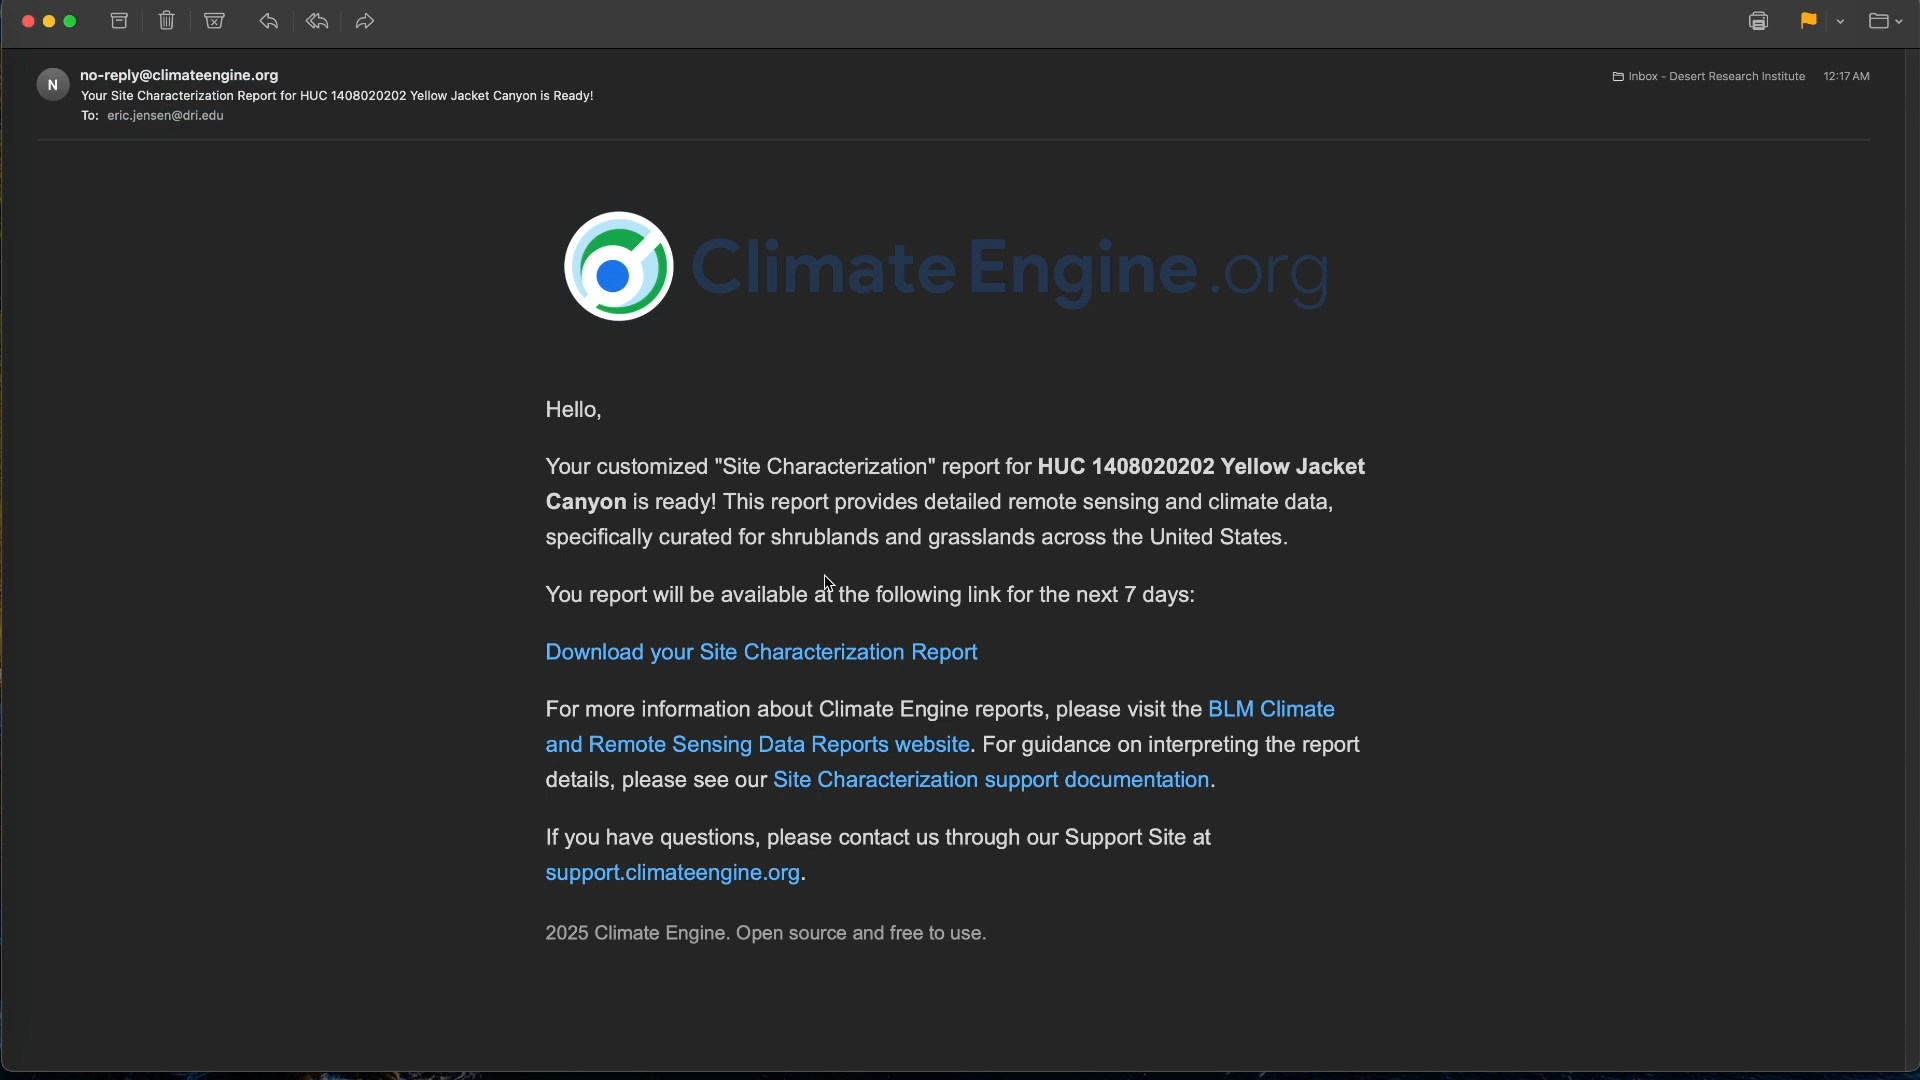 N
no-reply@climateengine.org
Inbox - Desert Research Institute 12:17 AM
Your Site Characterization Report for HUC 1408020202 Yellow Jacket Canyon is Ready!
To: eric.jensen@dri.edu
ClimateEngine.org
Hello,
Your customized "Site Characterization" report for HUC 1408020202 Yellow Jacket
Canyon is ready! This report provides detailed remote sensing and climate data,
specifically curated for shrublands and grasslands across the United States.
You report will be available at the following link for the next 7 days:
Download your Site Characterization Report
For more information about Climate Engine reports, please visit the BLM Climate
and Remote Sensing Data Reports website. For guidance on interpreting the report
details, please see our Site Characterization support documentation.
If you have questions, please contact us through our Support Site at
support.climateengine.org.
2025 Climate Engine. Open source and free to use.